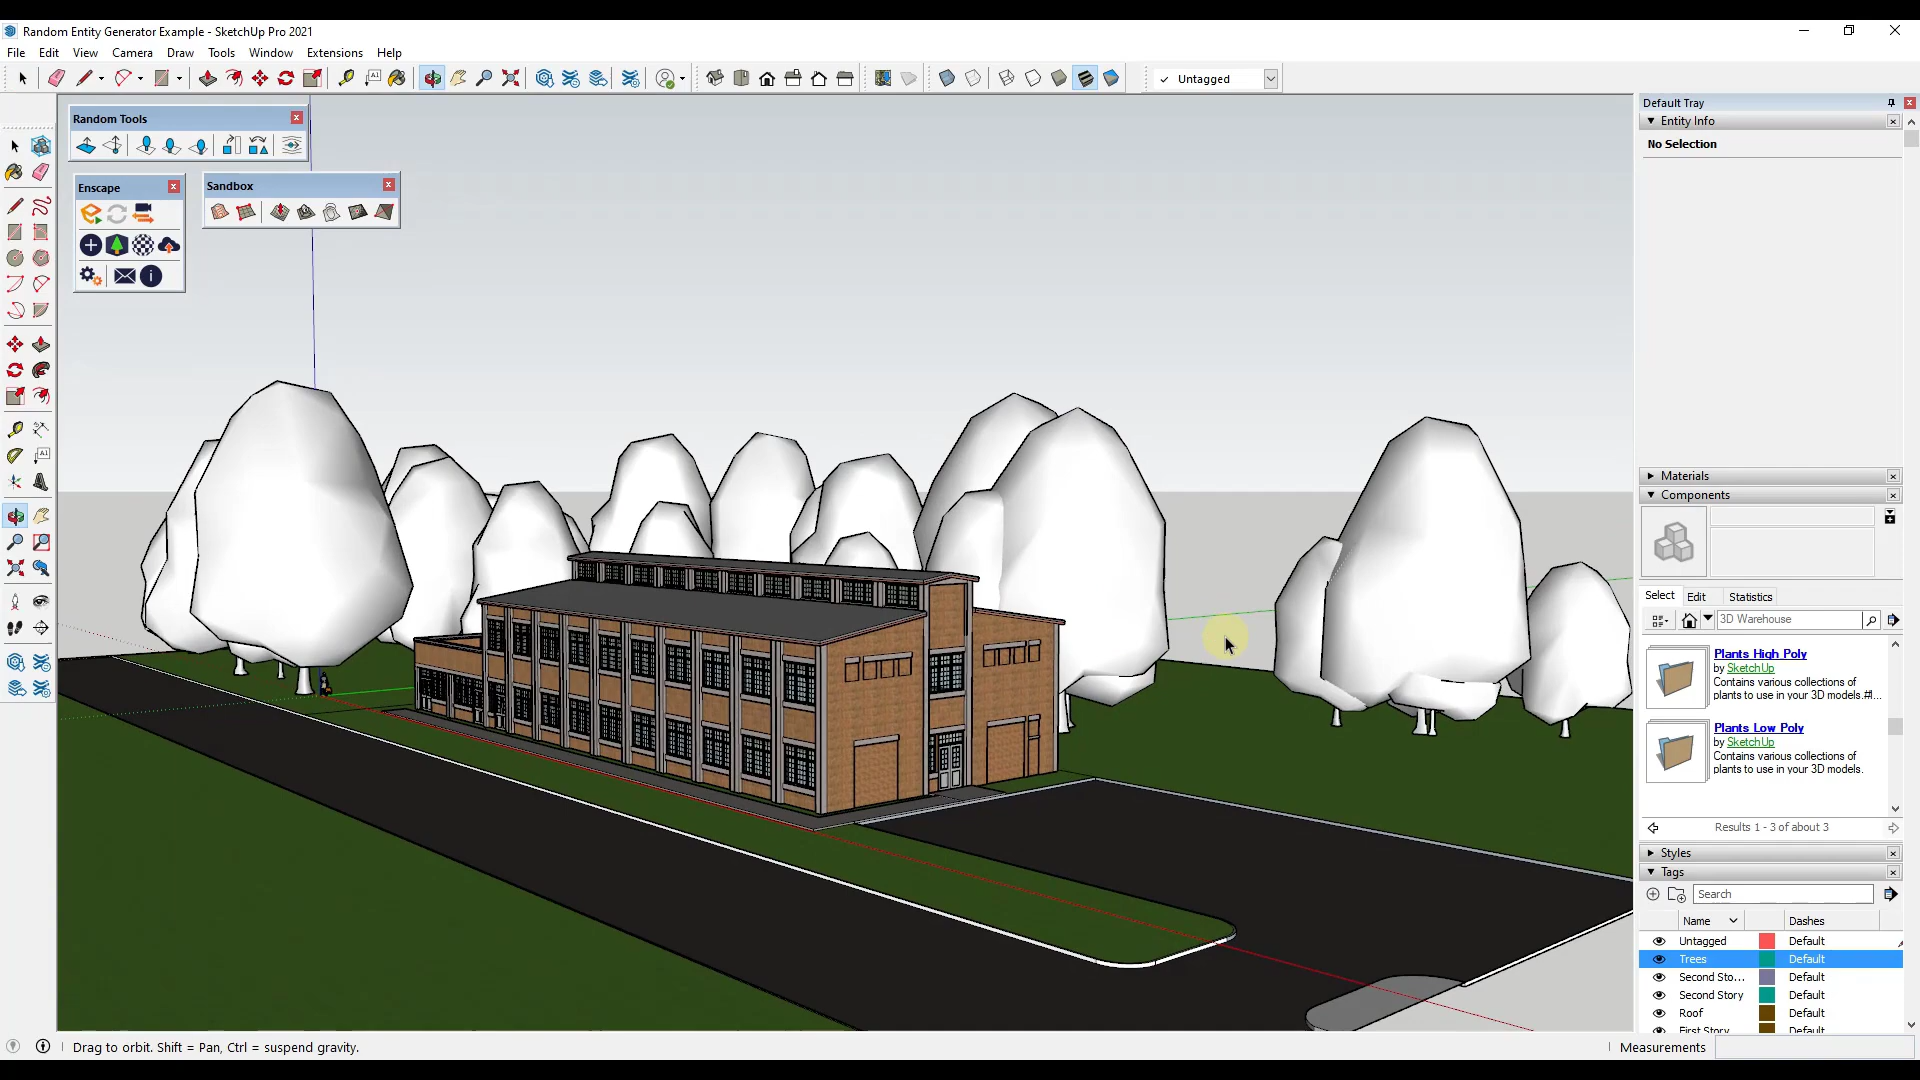 Random Entity Generator Example - SketchUp Pro 2021
File Edit View Camera Draw Tools Window Extensions Help
Untagged
Random Tools
Enscape
Sandbox
Default Tray
Entity Info
No Selection
Materials
Components
Select Edit Statistics
3D Warehouse
Plants High Poly
by SketchUp
Contains various collections of
plants to use in your 3D models.#l...
Plants Low Poly
by SketchUp
Contains various collections of
plants to use in your 3D models.
Results 1 - 3 of about 3
Styles
Tags
Search
Name Dashes
Untagged Default
Trees Default
Second Sto... Default
Second Story Default
Roof Default
First Story Default
Drag to orbit. Shift = Pan, Ctrl = suspend gravity.
Measurements